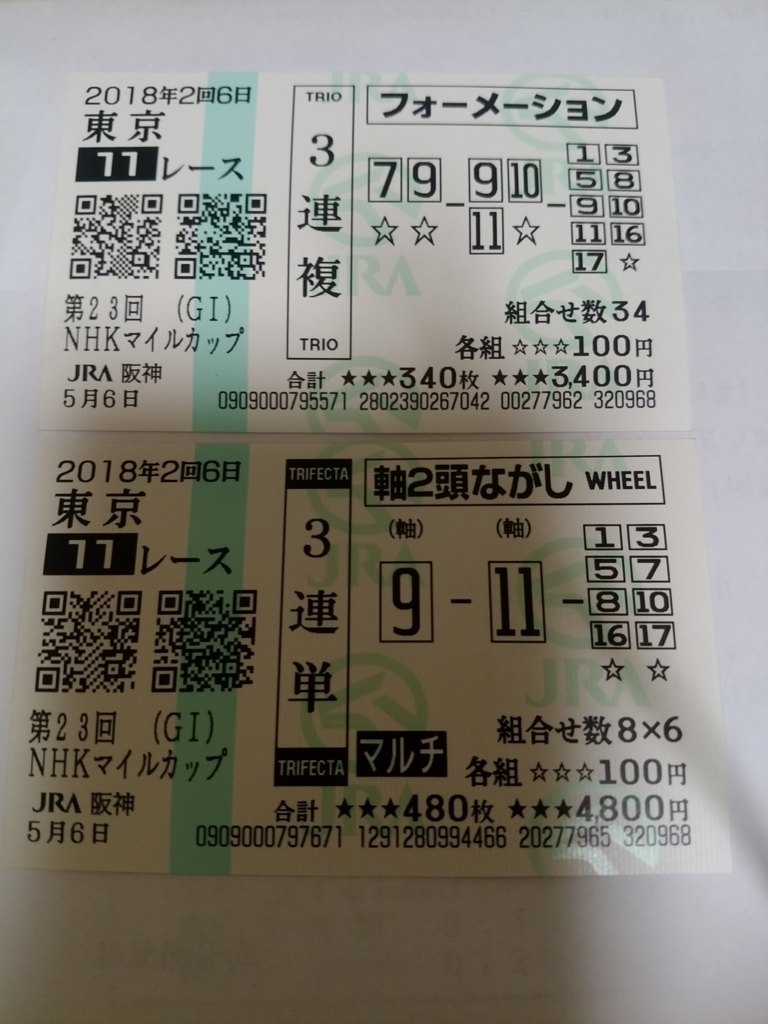 2018年2回6日
東京
11レース
第23回 (GI)
NHKマイルカップ
JRA 阪神
5月6日
TRIO
3連複
TRIO
フォーメーション
7 9 - 9 10 - 1 3
5 8
☆☆ 11 ☆ 9 10
11 16
17 ☆
組合せ数34
各組 ☆☆☆100円
合計 ★★★340枚 ★★★3,400円
0909000795571 2802390267042 00277962 320968
2018年2回6日
東京
11レース
第23回 (GI)
NHKマイルカップ
JRA 阪神
5月6日
TRIFECTA
3連単
TRIFECTA
軸2頭ながし WHEEL
(軸) (軸)
9 - 11 - 1 3
5 7
8 10
16 17
☆ ☆
組合せ数8×6
マルチ 各組 ☆☆☆100円
合計 ★★★480枚 ★★★4,800円
0909000797671 1291280994466 20277965 320968